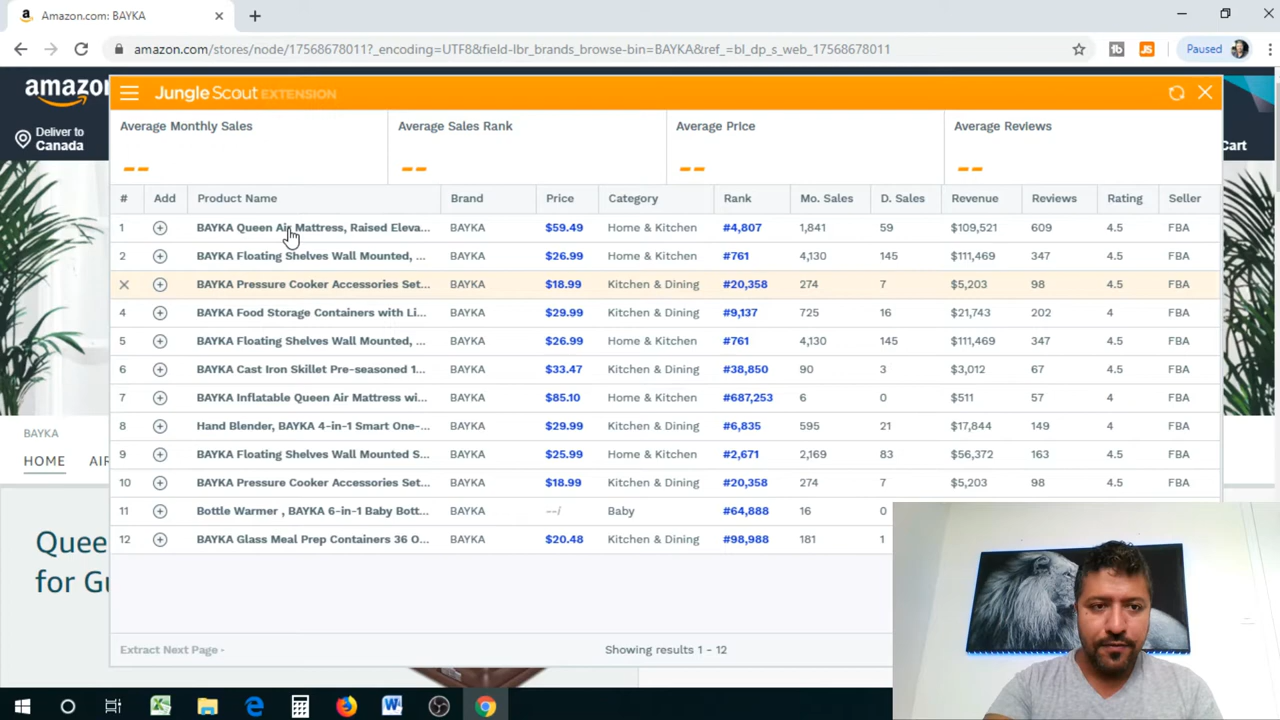 Amazon.com: BAYKA
amazon.com/stores/node/17568678011?_encoding=UTF8&field-lbr_brands_browse-bin=BAYKA&ref_=bl_dp_s_web_17568678011
Paused
amazon
Jungle Scout EXTENSION
Deliver to
Canada
Cart
Average Monthly Sales Average Sales Rank Average Price Average Reviews
-- -- -- --
# Add Product Name Brand Price Category Rank Mo. Sales D. Sales Revenue Reviews Rating Seller
1 BAYKA Queen Air Mattress, Raised Eleva... BAYKA $59.49 Home & Kitchen #4,807 1,841 59 $109,521 609 4.5 FBA
2 BAYKA Floating Shelves Wall Mounted, ... BAYKA $26.99 Home & Kitchen #761 4,130 145 $111,469 347 4.5 FBA
BAYKA Pressure Cooker Accessories Set... BAYKA $18.99 Kitchen & Dining #20,358 274 7 $5,203 98 4.5 FBA
4 BAYKA Food Storage Containers with Li... BAYKA $29.99 Kitchen & Dining #9,137 725 16 $21,743 202 4 FBA
5 BAYKA Floating Shelves Wall Mounted, ... BAYKA $26.99 Home & Kitchen #761 4,130 145 $111,469 347 4.5 FBA
6 BAYKA Cast Iron Skillet Pre-seasoned 1... BAYKA $33.47 Kitchen & Dining #38,850 90 3 $3,012 67 4.5 FBA
7 BAYKA Inflatable Queen Air Mattress wi... BAYKA $85.10 Home & Kitchen #687,253 6 0 $511 57 4 FBA
8 Hand Blender, BAYKA 4-in-1 Smart One-... BAYKA $29.99 Kitchen & Dining #6,835 595 21 $17,844 149 4 FBA
9 BAYKA Floating Shelves Wall Mounted S... BAYKA $25.99 Home & Kitchen #2,671 2,169 83 $56,372 163 4.5 FBA
10 BAYKA Pressure Cooker Accessories Set... BAYKA $18.99 Kitchen & Dining #20,358 274 7 $5,203 98 4.5 FBA
11 Bottle Warmer , BAYKA 6-in-1 Baby Bott... BAYKA --/ Baby #64,888 16 0
12 BAYKA Glass Meal Prep Containers 36 O... BAYKA $20.48 Kitchen & Dining #98,988 181 1
BAYKA
HOME AIR
Quee
for Gu
Extract Next Page
Showing results 1 - 12